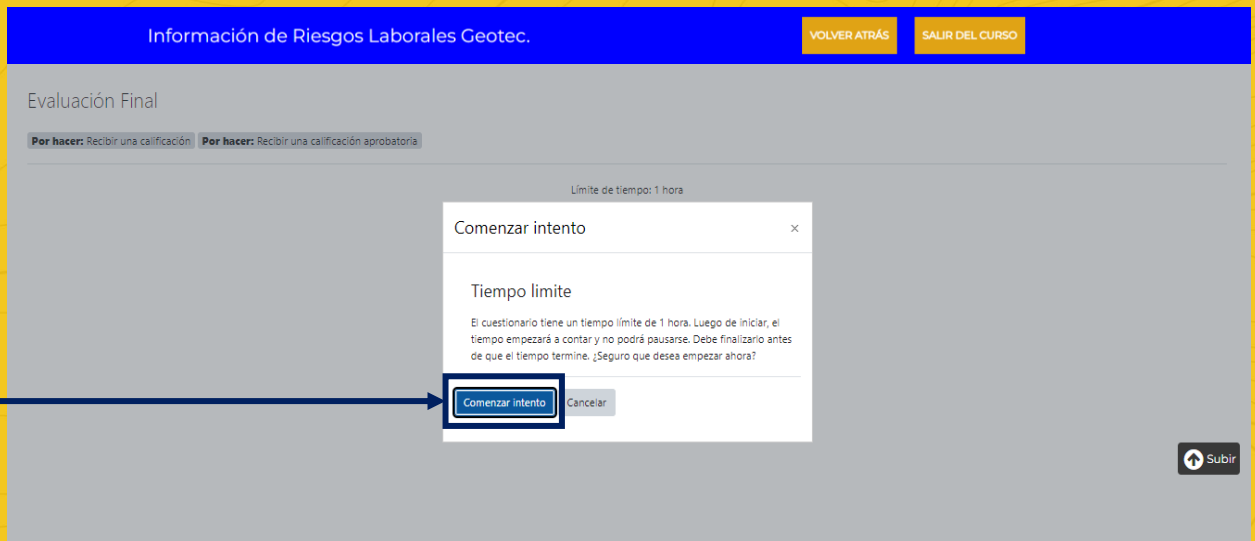 Información de Riesgos Laborales Geotec.
VOLVER ATRÁS
SALIR DEL CURSO
Evaluación Final
Por hacer: Recibir una calificación Por hacer: Recibir una calificación aprobatoria
Límite de tiempo: 1 hora
Comenzar intento ×
Tiempo limite
El cuestionario tiene un tiempo límite de 1 hora. Luego de iniciar, el
tiempo empezará a contar y no podrá pausarse. Debe finalizarlo antes
de que el tiempo termine. ¿Seguro que desea empezar ahora?
Comenzar intento
Cancelar
Subir